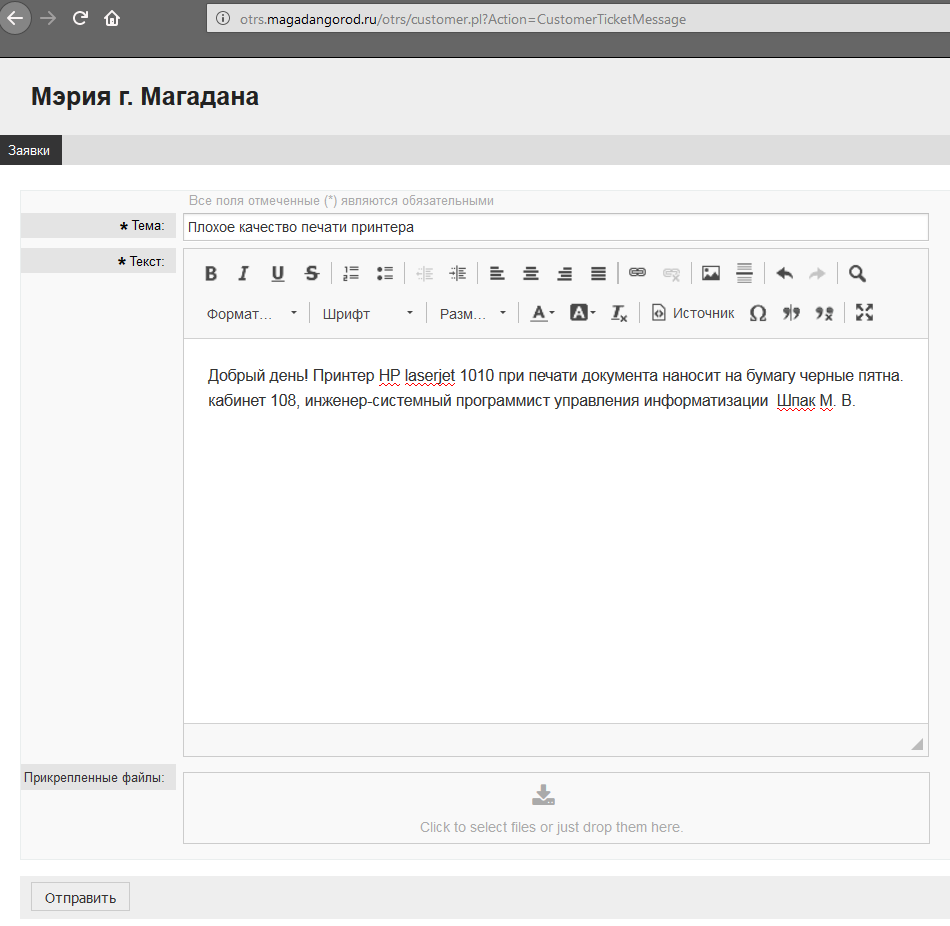 otrs.magadangorod.ru/otrs/customer.pl?Action=CustomerTicketMessage
Мэрия г. Магадана
Заявки
Все поля отмеченные (*) являются обязательными
* Тема: Плохое качество печати принтера
* Текст:
B I U S
Формат... Шрифт Разм... A A Tx Источник Ω
Добрый день! Принтер HP laserjet 1010 при печати документа наносит на бумагу черные пятна.
кабинет 108, инженер-системный программист управления информатизации Шпак М. В.
Прикрепленные файлы:
Click to select files or just drop them here.
Отправить